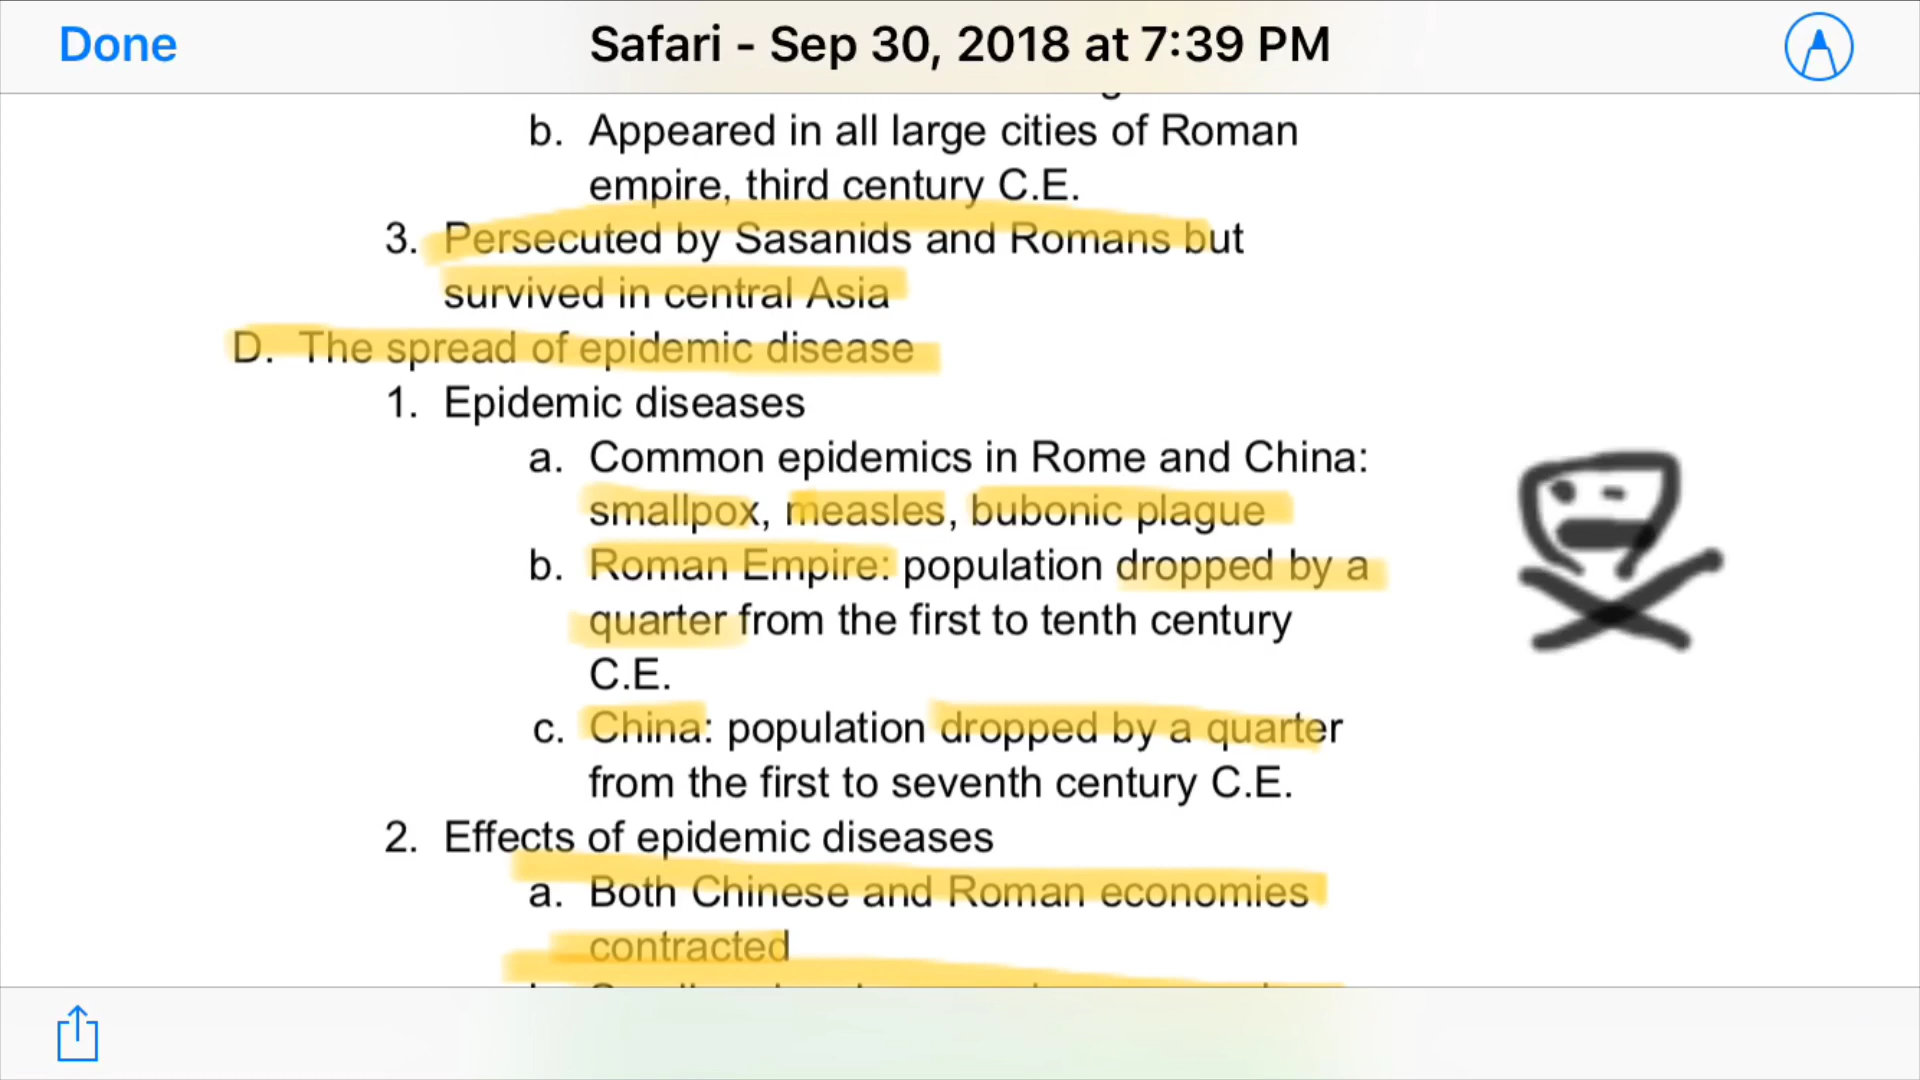 Done
Safari - Sep 30, 2018 at 7:39 PM
b. Appeared in all large cities of Roman
empire, third century C.E.
3. Persecuted by Sasanids and Romans but
survived in central Asia
D. The spread of epidemic disease
1. Epidemic diseases
a. Common epidemics in Rome and China:
smallpox, measles, bubonic plague
b. Roman Empire: population dropped by a
quarter from the first to tenth century
C.E.
c. China: population dropped by a quarter
from the first to seventh century C.E.
2. Effects of epidemic diseases
a. Both Chinese and Roman economies
contracted